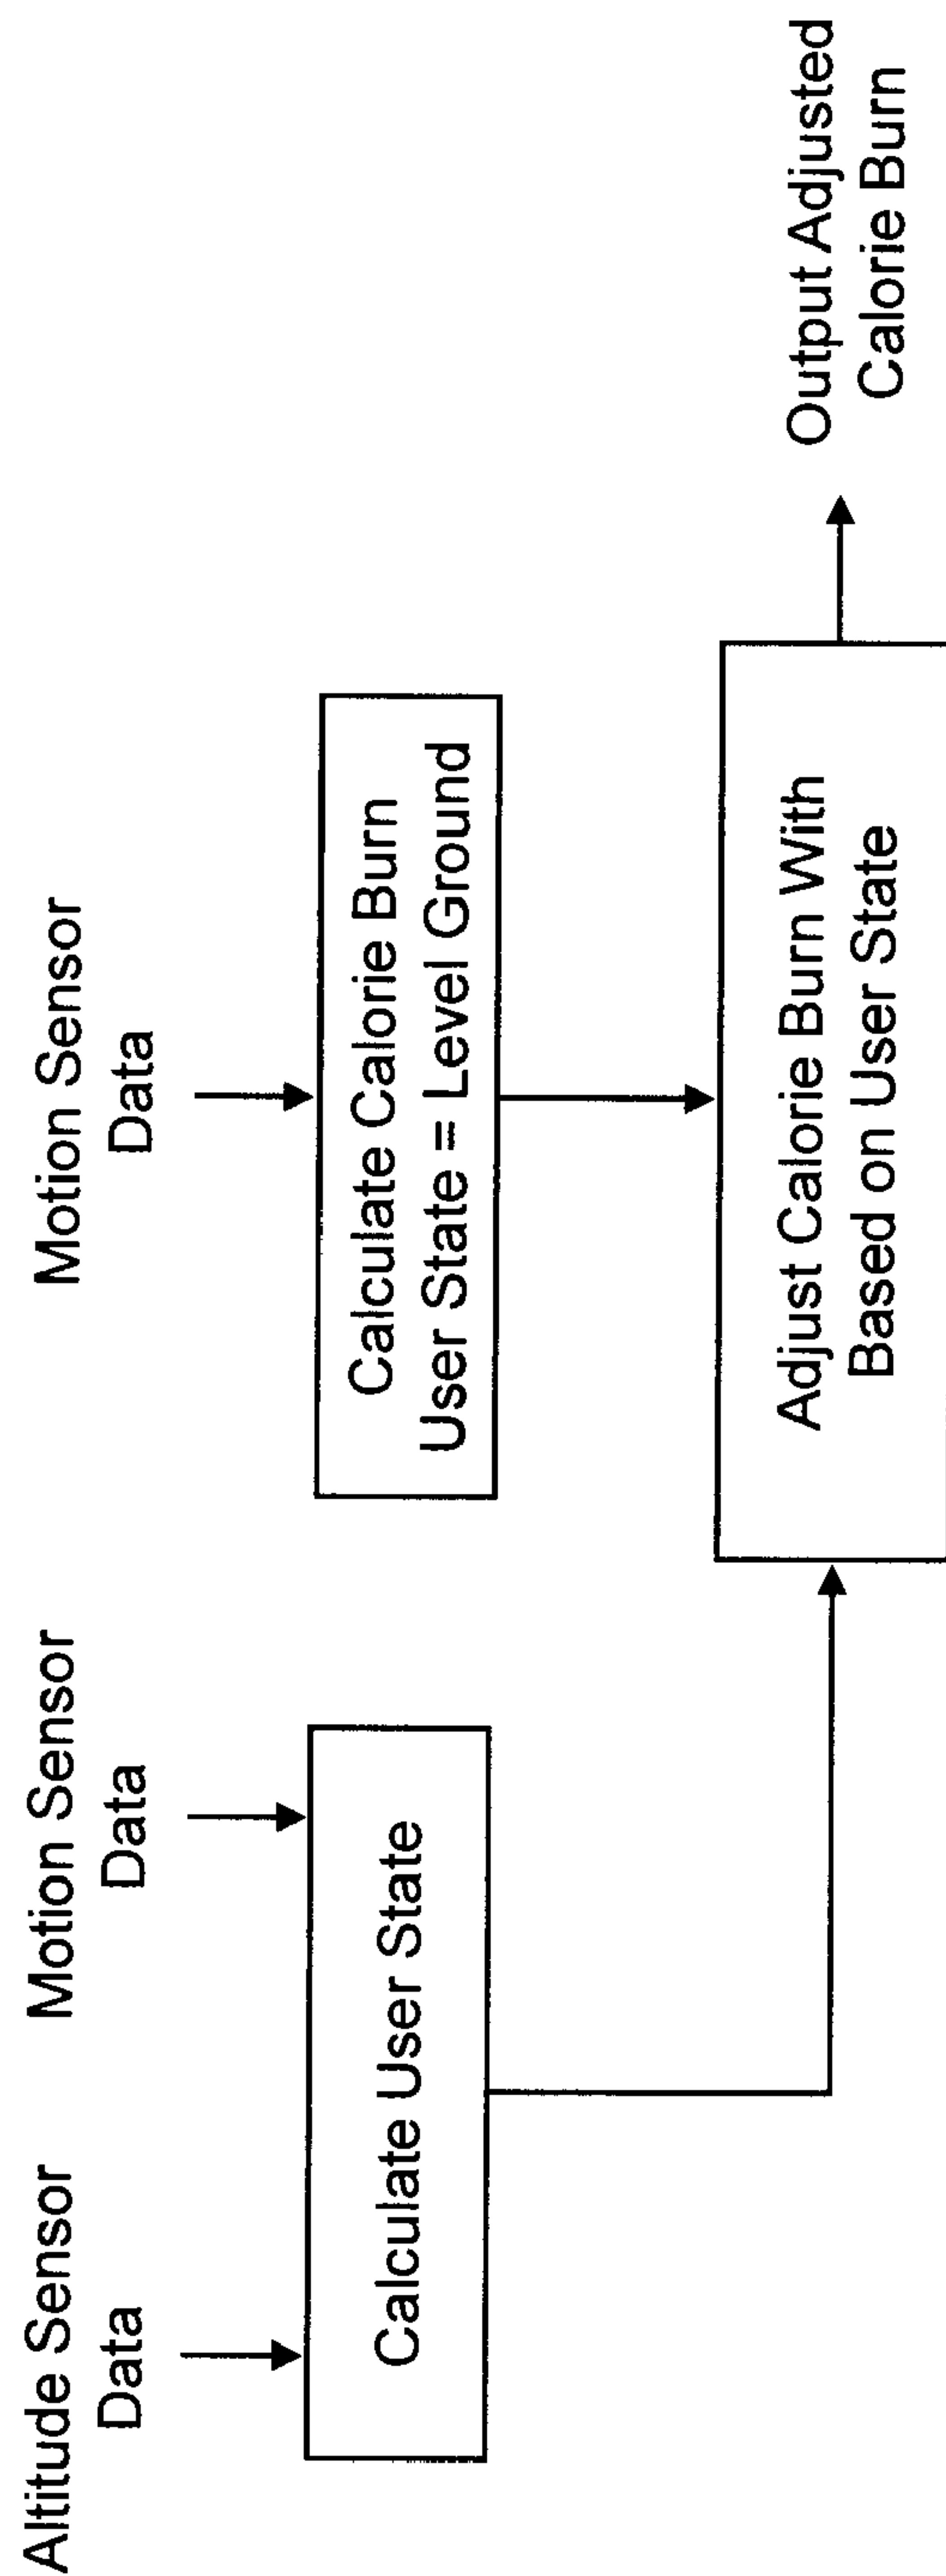 Altitude Sensor
Data
Motion Sensor
Data
Motion Sensor
Data
Calculate User State
Calculate Calorie Burn
User State = Level Ground
Adjust Calorie Burn With
Based on User State
Output Adjusted
Calorie Burn